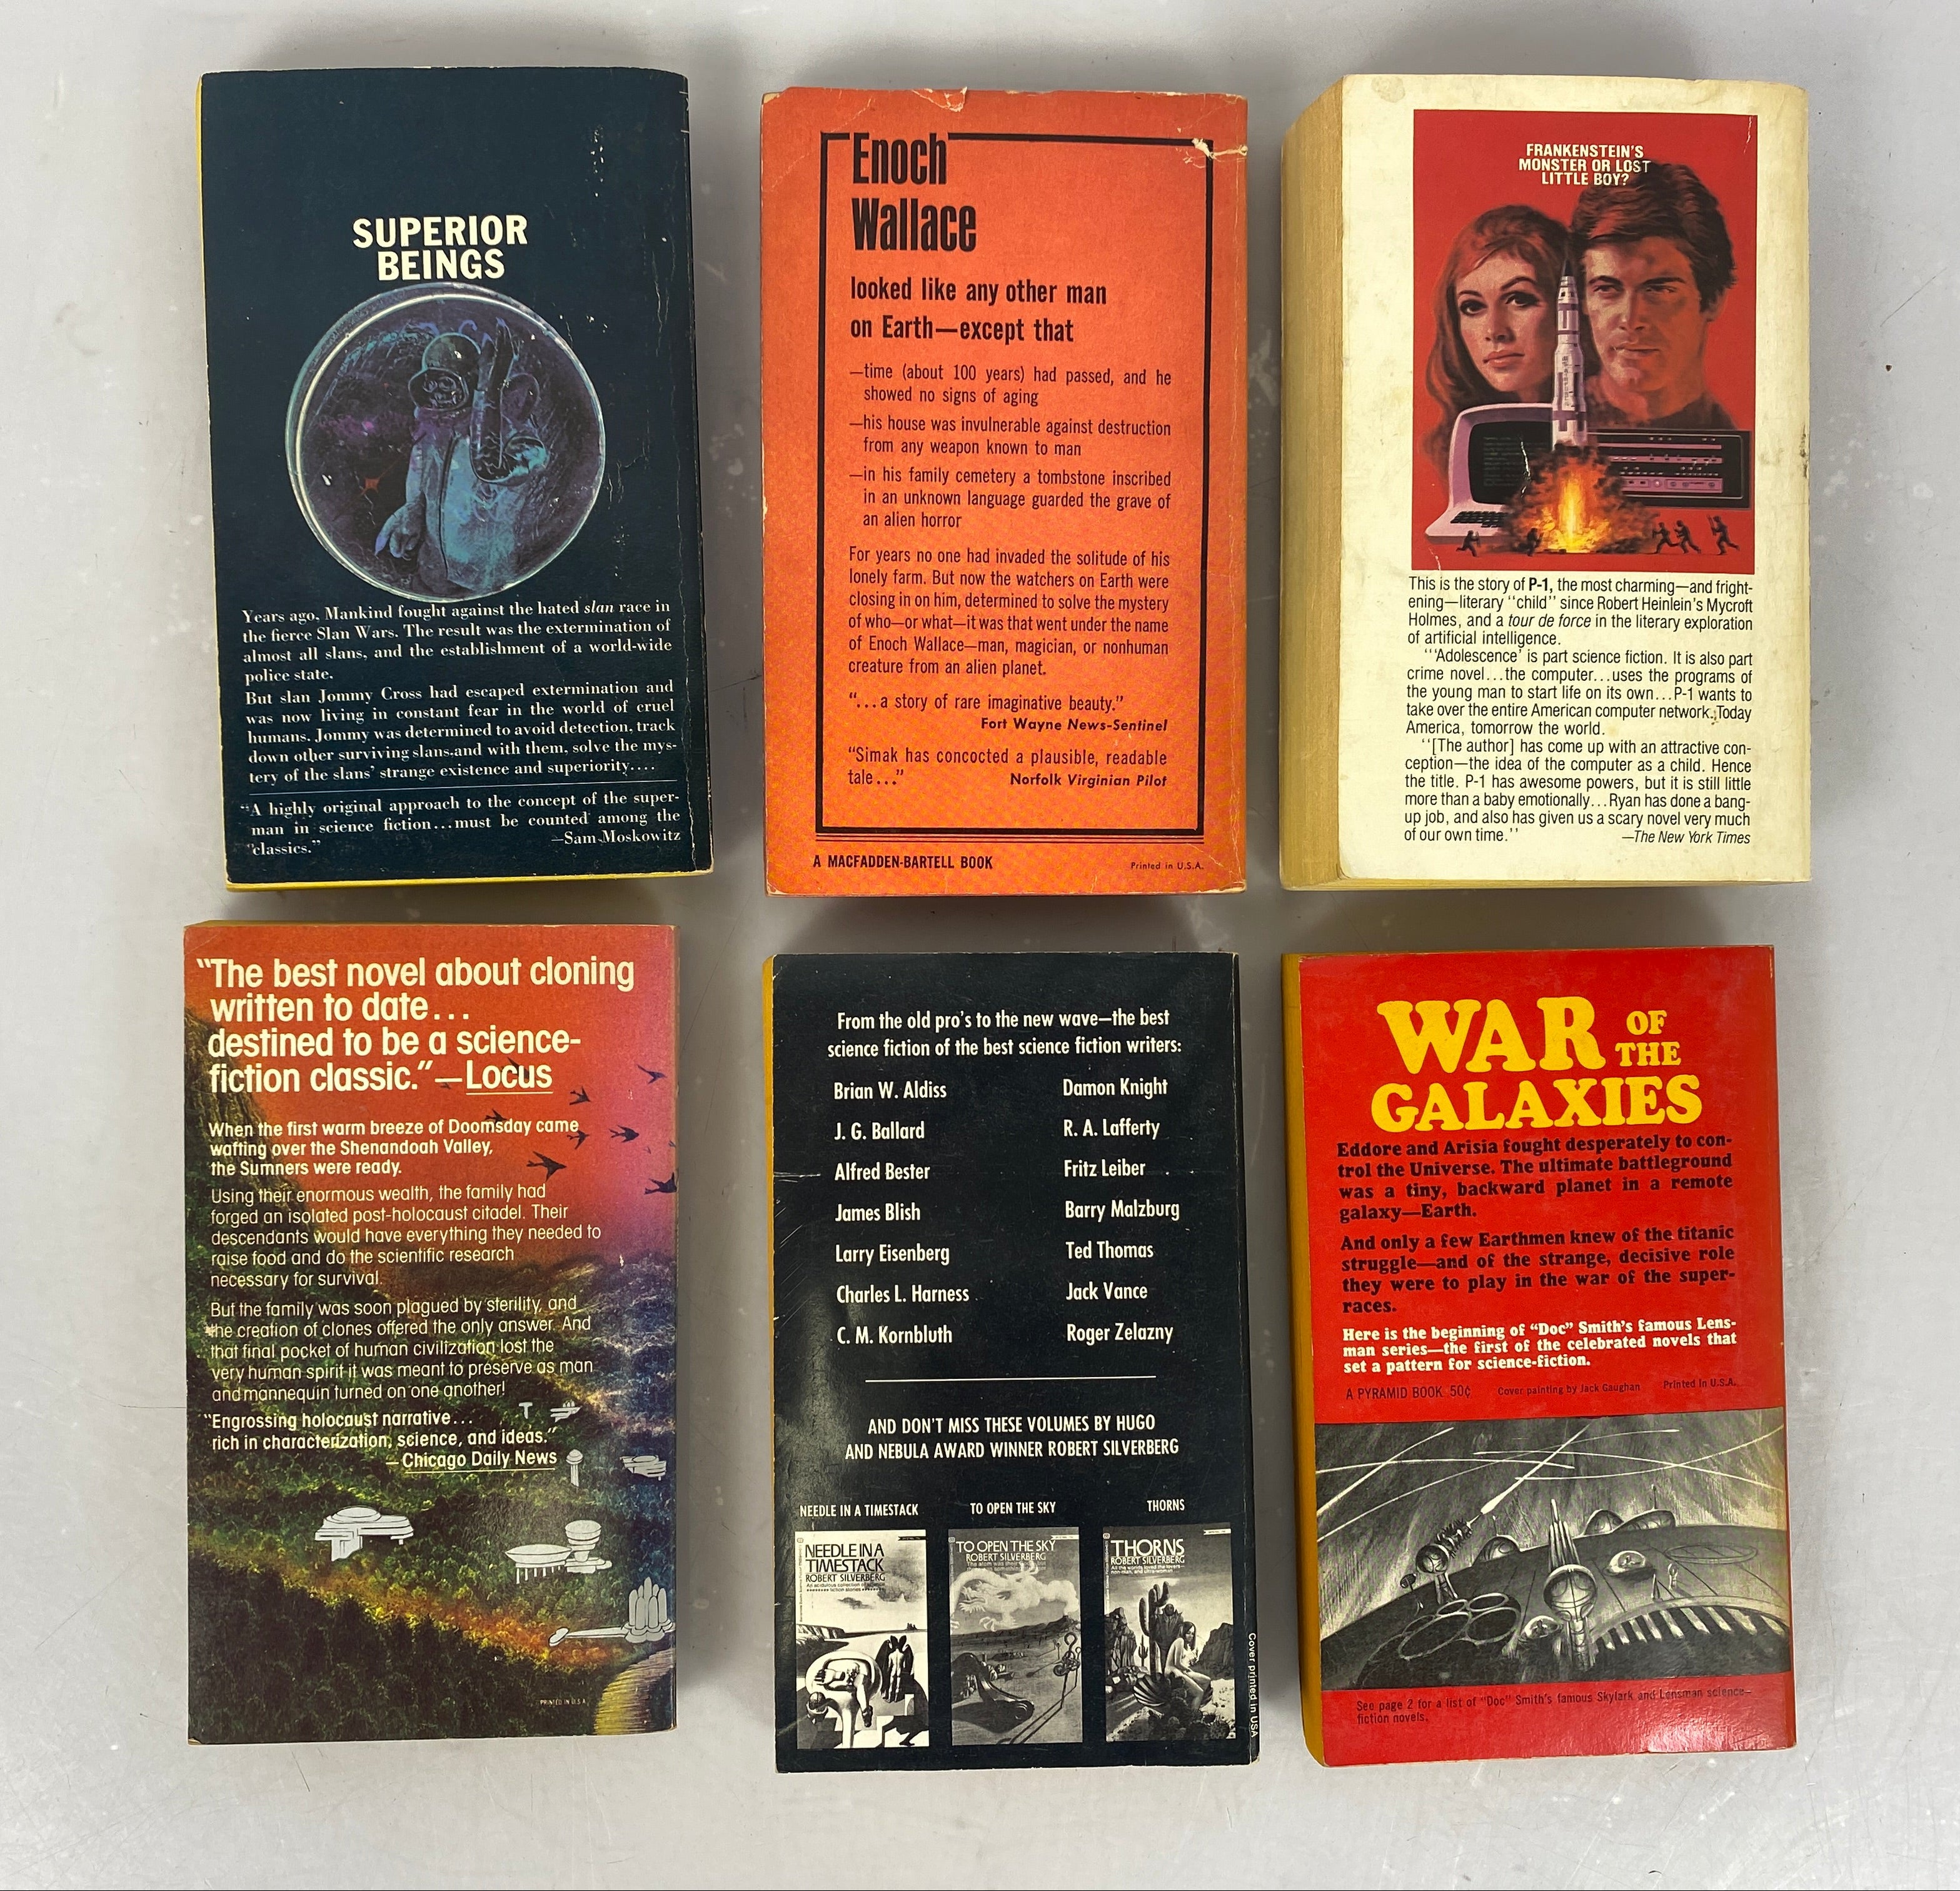 SUPERIOR
BEINGS
Years ago, Mankind fought against the hated slan race in
the fierce Slan Wars. The result was the extermination of
almost all slans, and the establishment of a world-wide
police state.
But slan Jommy Cross had escaped extermination and
was now living in constant fear in the world of cruel
humans. Jommy was determined to avoid detection, track
down other surviving slans and with them, solve the mys-
tery of the slans' strange existence and superiority....
"A highly original approach to the concept of the super-
man in science fiction...must be counted among the
"classics."
—Sam Moskowitz
Enoch
Wallace
looked like any other man
on Earth—except that
—time (about 100 years) had passed, and he
showed no signs of aging
—his house was invulnerable against destruction
from any weapon known to man
—in his family cemetery a tombstone inscribed
in an unknown language guarded the grave of
an alien horror
For years no one had invaded the solitude of his
lonely farm. But now the watchers on Earth were
closing in on him, determined to solve the mystery
of who—or what—it was that went under the name
of Enoch Wallace—man, magician, or nonhuman
creature from an alien planet.
"...a story of rare imaginative beauty."
Fort Wayne News-Sentinel
"Simak has concocted a plausible, readable
tale..." Norfolk Virginian Pilot
A MACFADDEN-BARTELL BOOK
Printed in U.S.A.
FRANKENSTEIN'S
MONSTER OR LOST
LITTLE BOY?
This is the story of P-1, the most charming—and fright-
ening—literary "child" since Robert Heinlein's Mycroft
Holmes, and a tour de force in the literary exploration
of artificial intelligence.
"'Adolescence' is part science fiction. It is also part
crime novel...the computer...uses the programs of
the young man to start life on its own...P-1 wants to
take over the entire American computer network. Today
America, tomorrow the world.
"[The author] has come up with an attractive con-
ception—the idea of the computer as a child. Hence
the title. P-1 has awesome powers, but it is still little
more than a baby emotionally...Ryan has done a bang-
up job, and also has given us a scary novel very much
of our own time." —The New York Times
"The best novel about cloning
written to date...
destined to be a science-
fiction classic."—Locus
When the first warm breeze of Doomsday came
wafting over the Shenandoah Valley,
the Sumners were ready.
Using their enormous wealth, the family had
forged an isolated post-holocaust citadel. Their
descendants would have everything they needed to
raise food and do the scientific research
necessary for survival.
But the family was soon plagued by sterility, and
the creation of clones offered the only answer. And
that final pocket of human civilization lost the
very human spirit it was meant to preserve as man
and mannequin turned on one another!
"Engrossing holocaust narrative...
rich in characterization, science, and ideas."
—Chicago Daily News
PRINTED IN U.S.A.
From the old pro's to the new wave—the best
science fiction of the best science fiction writers:
Brian W. Aldiss Damon Knight
J. G. Ballard R. A. Lafferty
Alfred Bester Fritz Leiber
James Blish Barry Malzburg
Larry Eisenberg Ted Thomas
Charles L. Harness Jack Vance
C. M. Kornbluth Roger Zelazny
AND DON'T MISS THESE VOLUMES BY HUGO
AND NEBULA AWARD WINNER ROBERT SILVERBERG
NEEDLE IN A TIMESTACK TO OPEN THE SKY THORNS
NEEDLE IN A
TIMESTACK
ROBERT SILVERBERG
TO OPEN THE SKY
ROBERT SILVERBERG
THORNS
ROBERT SILVERBERG
Cover printed in USA
WAR OF
THE
GALAXIES
Eddore and Arisia fought desperately to con-
trol the Universe. The ultimate battleground
was a tiny, backward planet in a remote
galaxy—Earth.
And only a few Earthmen knew of the titanic
struggle—and of the strange, decisive role
they were to play in the war of the super-
races.
Here is the beginning of "Doc" Smith's famous Lens-
man series—the first of the celebrated novels that
set a pattern for science-fiction.
A PYRAMID BOOK 50¢ Cover painting by Jack Gaughan Printed in U.S.A.
See page 2 for a list of "Doc" Smith's famous Skylark and Lensman science-
fiction novels.